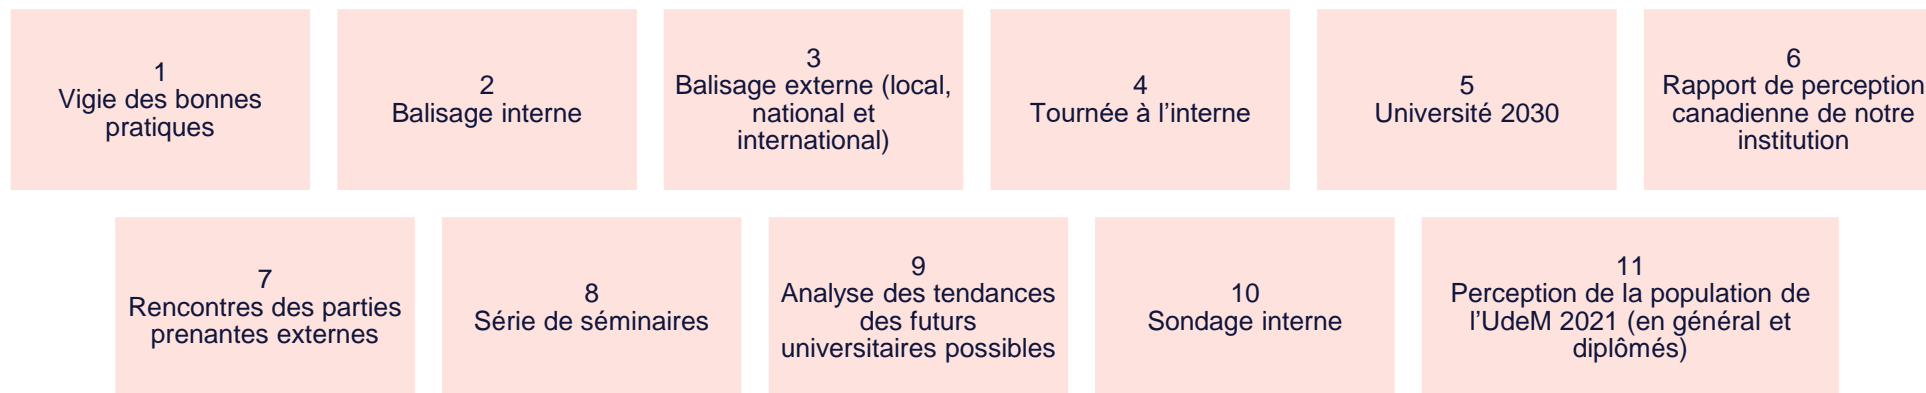 1
Vigie des bonnes
pratiques
2
Balisage interne
3
Balisage externe (local,
national et
international)
4
Tournée à l’interne
5
Université 2030
6
Rapport de perception
canadienne de notre
institution
7
Rencontres des parties
prenantes externes
8
Série de séminaires
9
Analyse des tendances
des futurs
universitaires possibles
10
Sondage interne
11
Perception de la population de
l’UdeM 2021 (en général et
diplômés)